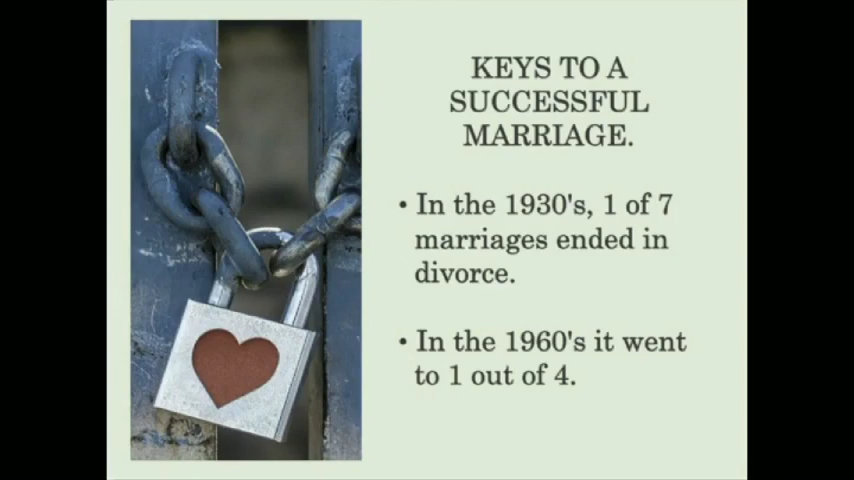 KEYS TO A
SUCCESSFUL
MARRIAGE.
• In the 1930's, 1 of 7
marriages ended in
divorce.
• In the 1960's it went
to 1 out of 4.